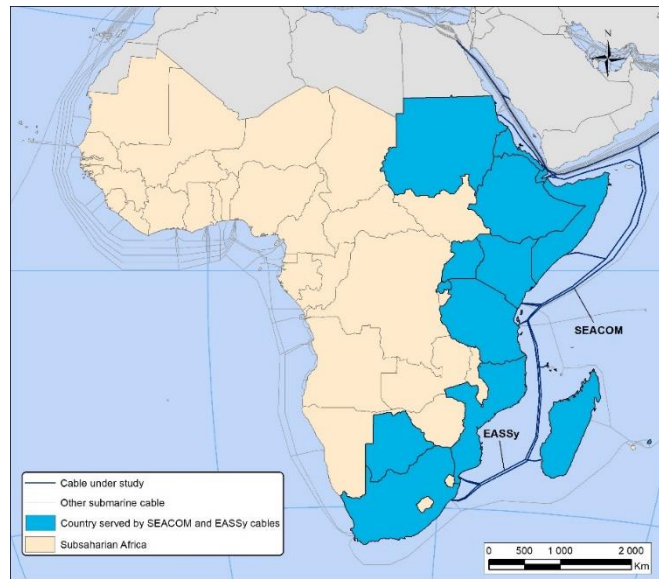 N
SEACOM
EASSy
Cable under study
Other submarine cable
Country served by SEACOM and EASSy cables
Subsaharian Africa
0 500 1 000 2 000
Km